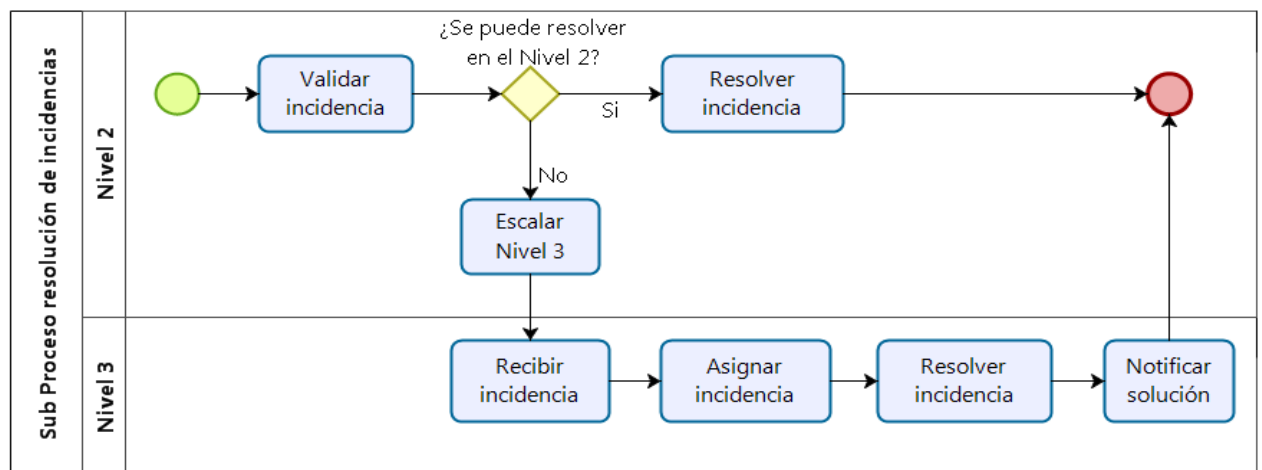 Sub Proceso resolución de incidencias
Nivel 2
¿Se puede resolver
en el Nivel 2?
Validar
incidencia
Si
Resolver
incidencia
No
Escalar
Nivel 3
Nivel 3
Recibir
incidencia
Asignar
incidencia
Resolver
incidencia
Notificar
solución